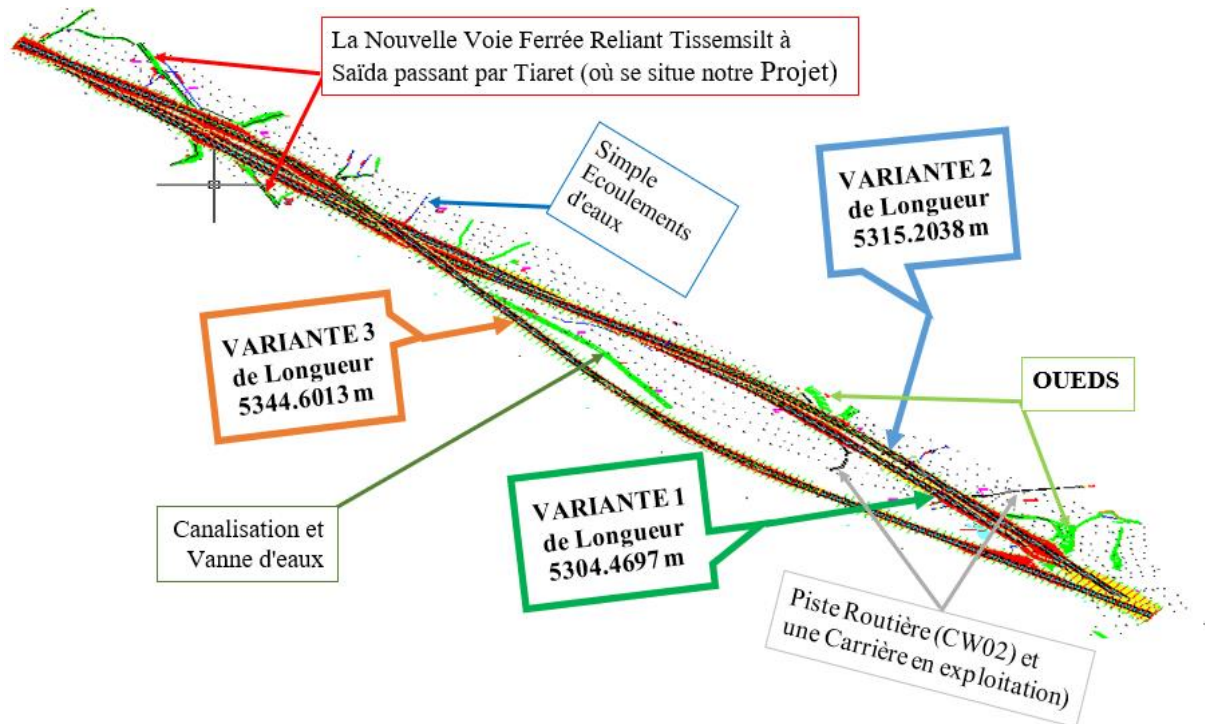 La Nouvelle Voie Ferrée Reliant Tissemsilt à
Saïda passant par Tiaret (où se situe notre Projet)
Simple
Ecoulements
d'eaux
VARIANTE 2
de Longueur
5315.2038 m
VARIANTE 3
de Longueur
5344.6013 m
OUEDS
Canalisation et
Vanne d'eaux
VARIANTE 1
de Longueur
5304.4697 m
Piste Routière (CW02) et
une Carrière en exploitation)